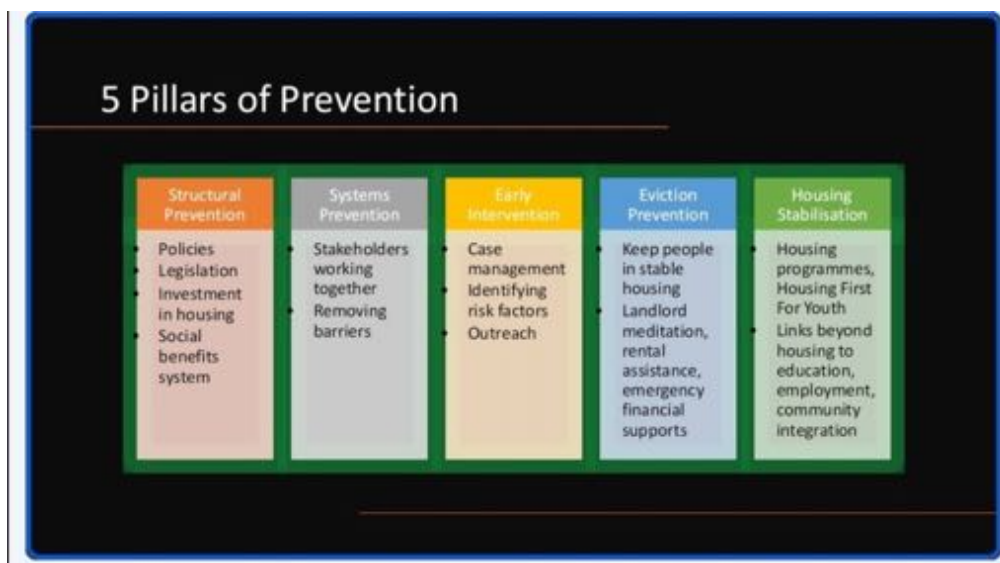 5 Pillars of Prevention
Structural
Prevention
• Policies
• Legislation
• Investment
in housing
• Social
benefits
system
Systems
Prevention
• Stakeholders
working
together
• Removing
barriers
Early
Intervention
• Case
management
• Identifying
risk factors
• Outreach
Eviction
Prevention
• Keep people
in stable
housing
• Landlord
meditation,
rental
assistance,
emergency
financial
supports
Housing
Stabilisation
• Housing
programmes,
Housing First
For Youth
• Links beyond
housing to
education,
employment,
community
integration